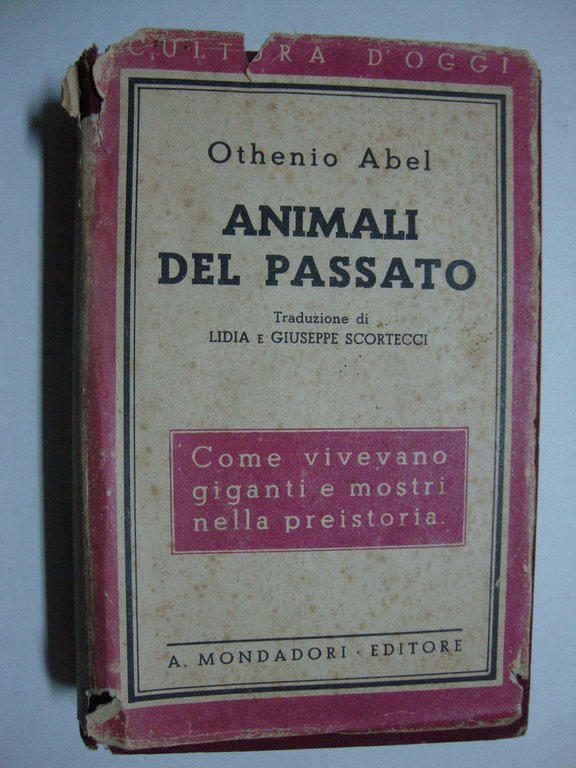 CULTURA D'OGGI
Othenio Abel
ANIMALI
DEL PASSATO
Traduzione di
LIDIA E GIUSEPPE SCORTECCI
Come vivevano
giganti e mostri
nella preistoria.
A. MONDADORI · EDITORE